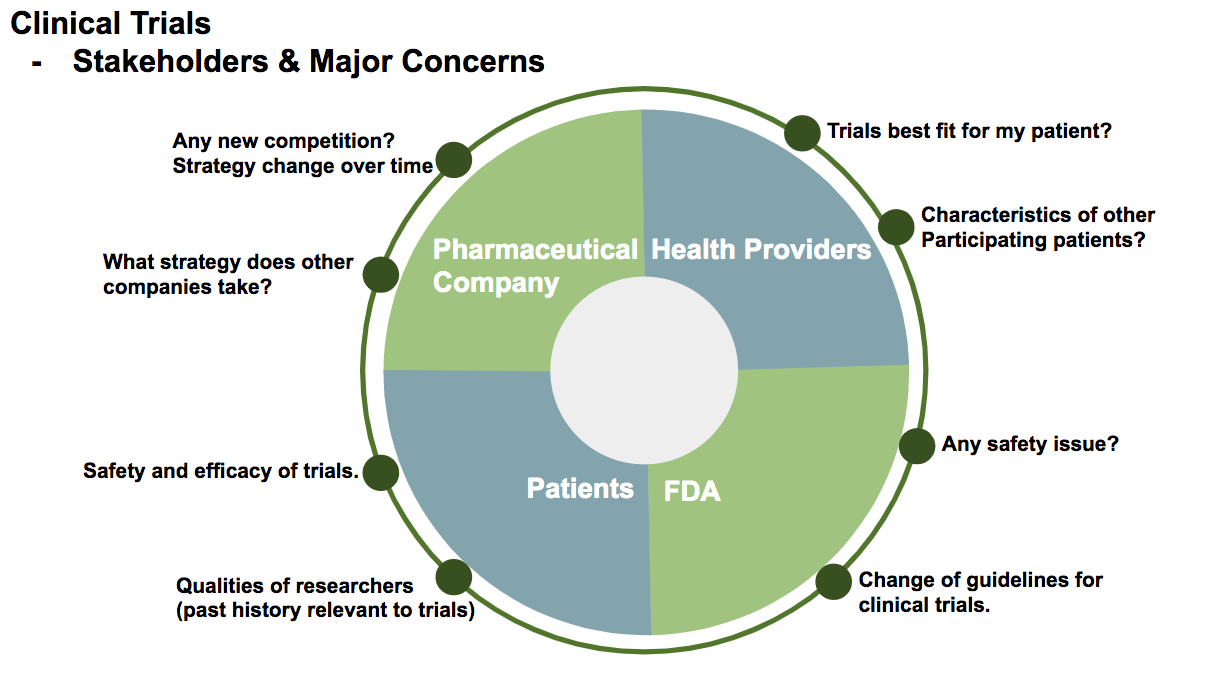 Clinical Trials
- Stakeholders & Major Concerns
Any new competition?
Strategy change over time
Trials best fit for my patient?
Characteristics of other
Participating patients?
What strategy does other
companies take?
Pharmaceutical
Company
Health Providers
Safety and efficacy of trials.
Any safety issue?
Patients
FDA
Qualities of researchers
(past history relevant to trials)
Change of guidelines for
clinical trials.